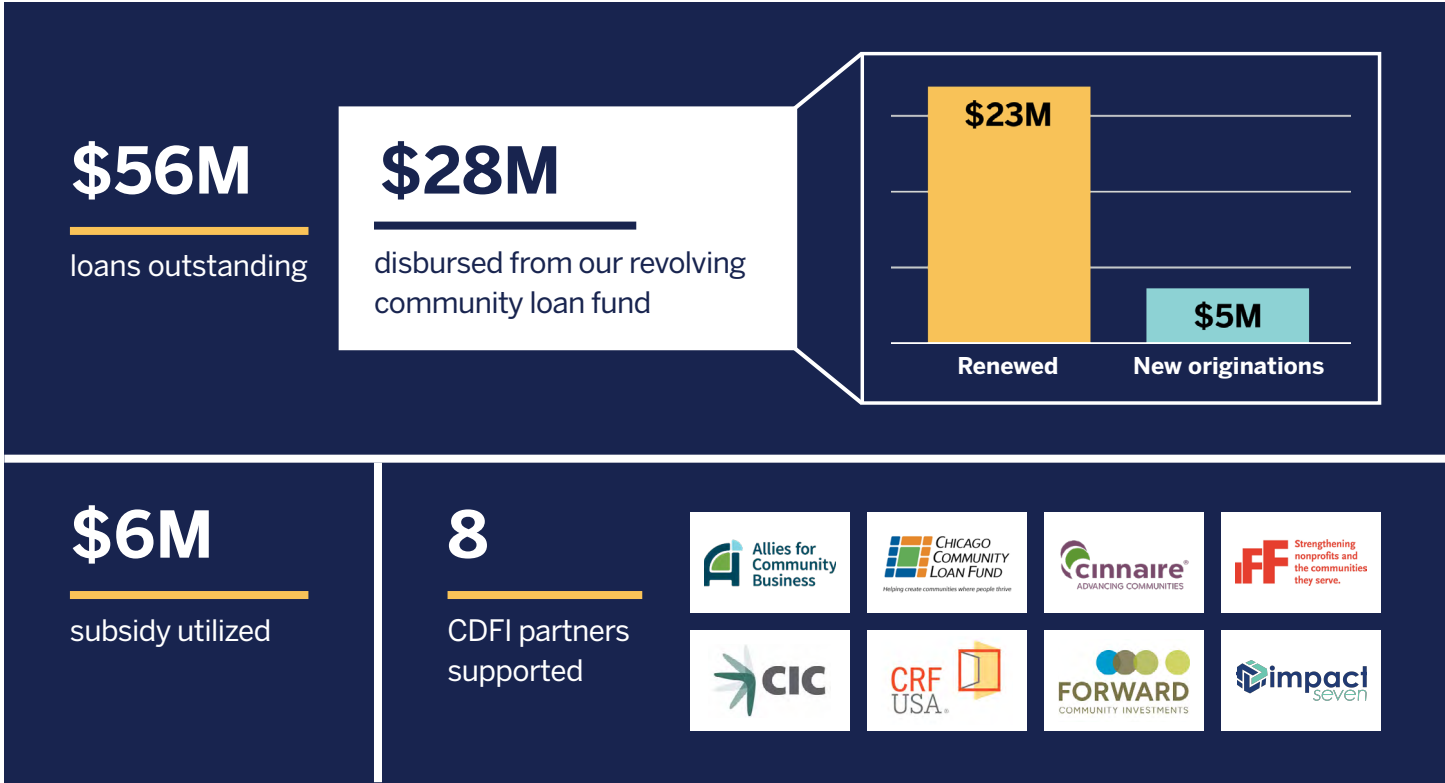 $56M
loans outstanding
$28M
disbursed from our revolving
community loan fund
$23M
$5M
Renewed
New originations
$6M
subsidy utilized
8
CDFI partners
supported
Allies for
Community
Business
CHICAGO
COMMUNITY
LOAN FUND
Helping create communities where people thrive
cinnaire®
ADVANCING COMMUNITIES
IFF
Strengthening
nonprofits and
the communities
they serve.
CIC
CRF
USA®
FORWARD
COMMUNITY INVESTMENTS
impact
seven